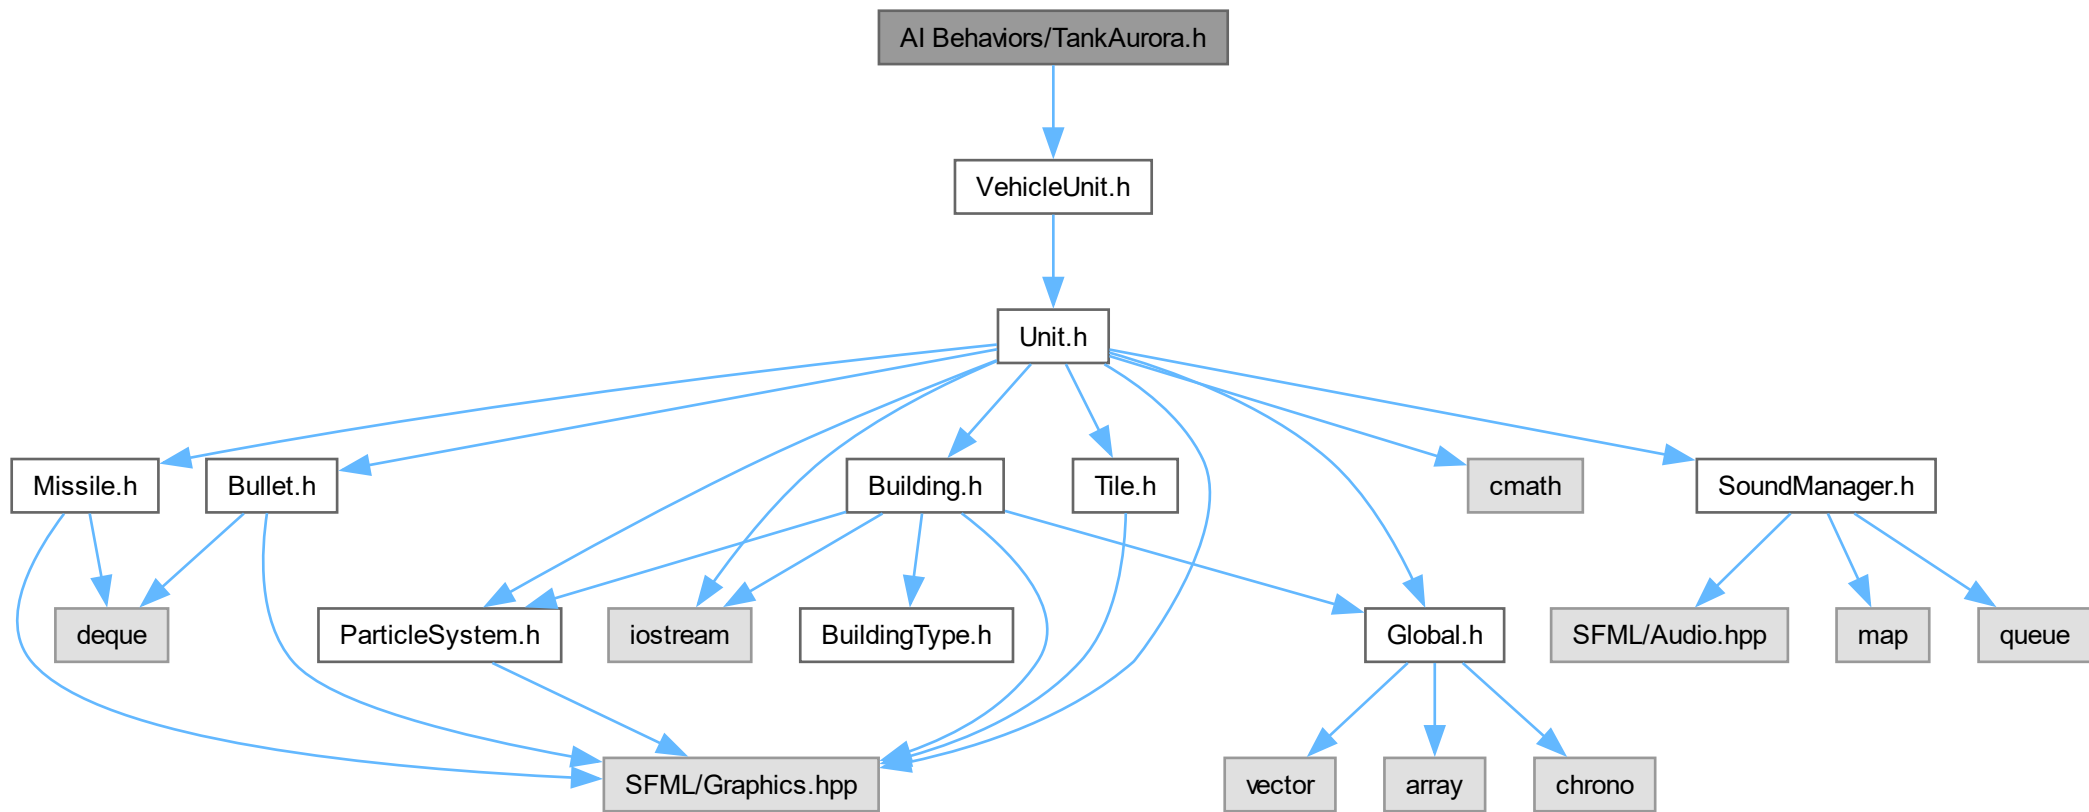 AI Behaviors/TankAurora.h
VehicleUnit.h
Unit.h
Missile.h
Bullet.h
Building.h
Tile.h
cmath
SoundManager.h
deque
ParticleSystem.h
iostream
BuildingType.h
Global.h
SFML/Audio.hpp
map
queue
SFML/Graphics.hpp
vector
array
chrono